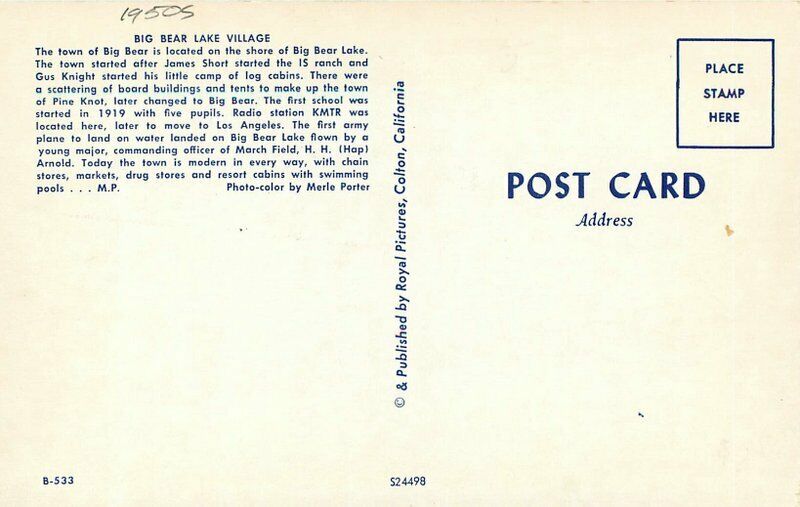 1950S
BIG BEAR LAKE VILLAGE
The town of Big Bear is located on the shore of Big Bear Lake.
The town started after James Short started the IS ranch and
Gus Knight started his little camp of log cabins. There were
a scattering of board buildings and tents to make up the town
of Pine Knot, later changed to Big Bear. The first school was
started in 1919 with five pupils. Radio station KMTR was
located here, later to move to Los Angeles. The first army
plane to land on water landed on Big Bear Lake flown by a
young major, commanding officer of March Field, H. H. (Hap)
Arnold. Today the town is modern in every way, with chain
stores, markets, drug stores and resort cabins with swimming
pools . . . M.P. Photo-color by Merle Porter
© & Published by Royal Pictures, Colton, California
PLACE
STAMP
HERE
POST CARD
Address
B-533
S24498